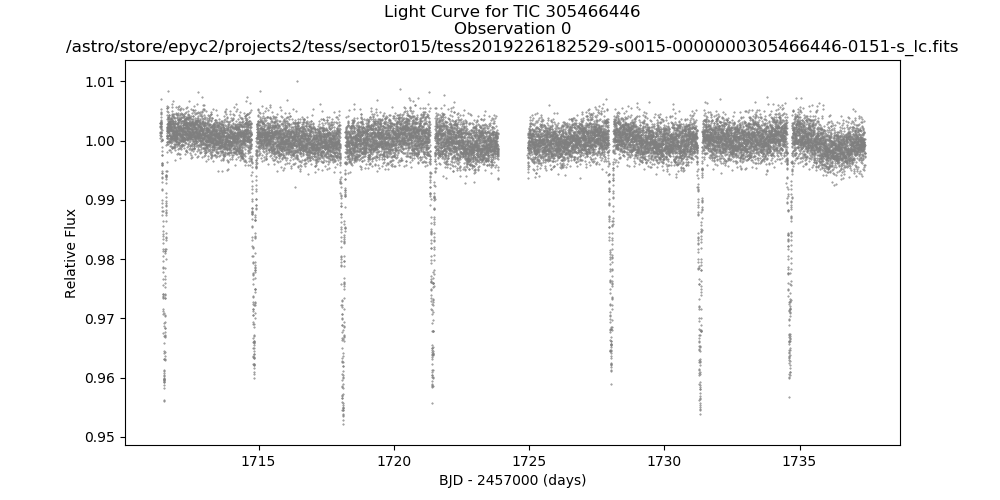 Light Curve for TIC 305466446
Observation 0
/astro/store/epyc2/projects2/tess/sector015/tess2019226182529-s0015-0000000305466446-0151-s_lc.fits
1.01
1.00
0.99
0.98
0.97
0.96
0.95
Relative Flux
1715
1720
1725
1730
1735
BJD - 2457000 (days)